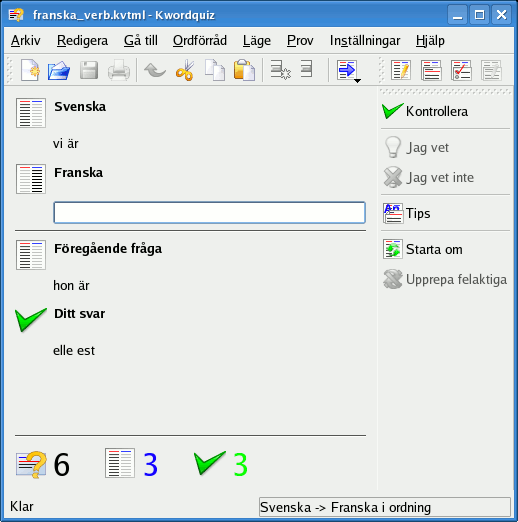 franska_verb.kvtml - Kwordquiz
Arkiv Redigera Gå till Ordförråd Läge Prov Inställningar Hjälp
Svenska
vi är
Franska
Föregående fråga
hon är
Ditt svar
elle est
6 3 3
Kontrollera
Jag vet
Jag vet inte
Tips
Starta om
Upprepa felaktiga
Klar
Svenska -> Franska i ordning